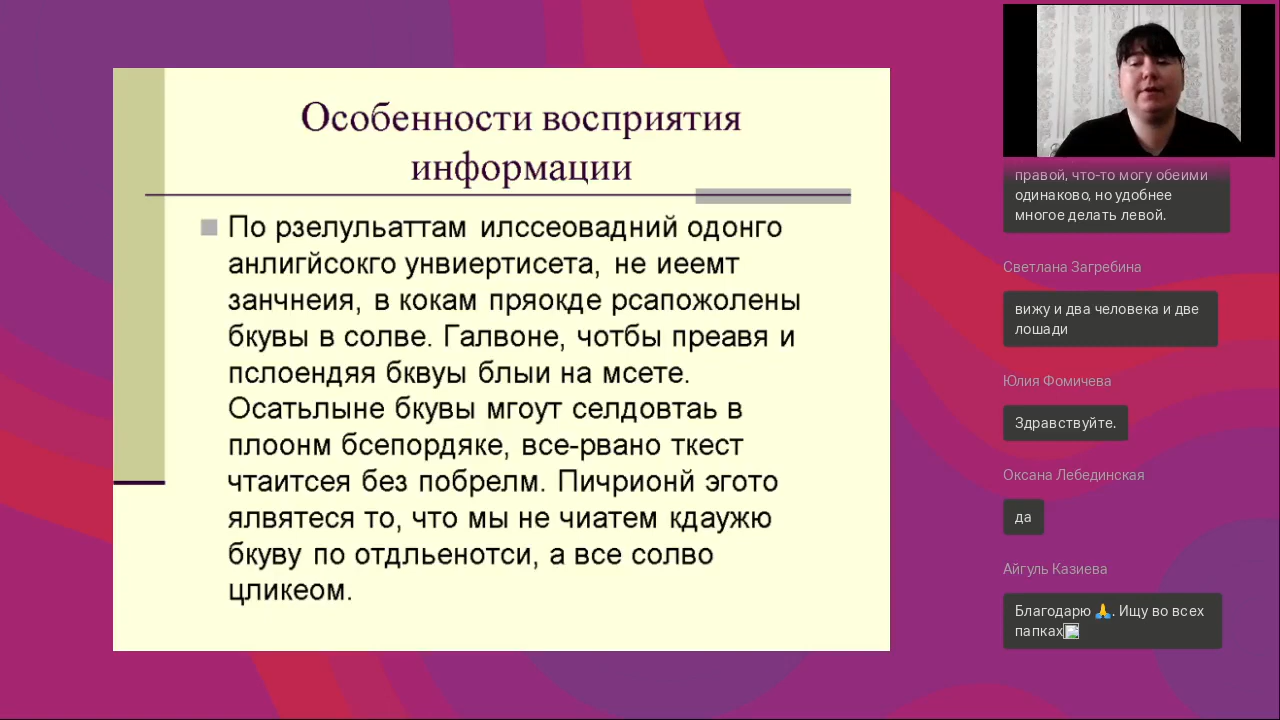 Особенности восприятия
информации
По рзелульаттам илссеовадний одонго
анлигйсокго унвиертисета, не иеемт
занчнеия, в кокам пряокде рсапожолены
бкувы в солве. Галвоне, чотбы преавя и
пслоендяя бквуы блыи на мсете.
Осатьлыне бкувы мгоут селдовтаь в
плоонм бсепордяке, все-рвано ткест
чтаитсея без побрелм. Пичрионй эгото
ялвятеся то, что мы не чиатем кдаужю
бкуву по отдльенотси, а все солво
цликеом.
правой, что-то могу обеими
одинаково, но удобнее
многое делать левой.
Светлана Загребина
вижу и два человека и две
лошади
Юлия Фомичева
Здравствуйте.
Оксана Лебединская
да
Айгуль Казиева
Благодарю 🙏. Ищу во всех
папках